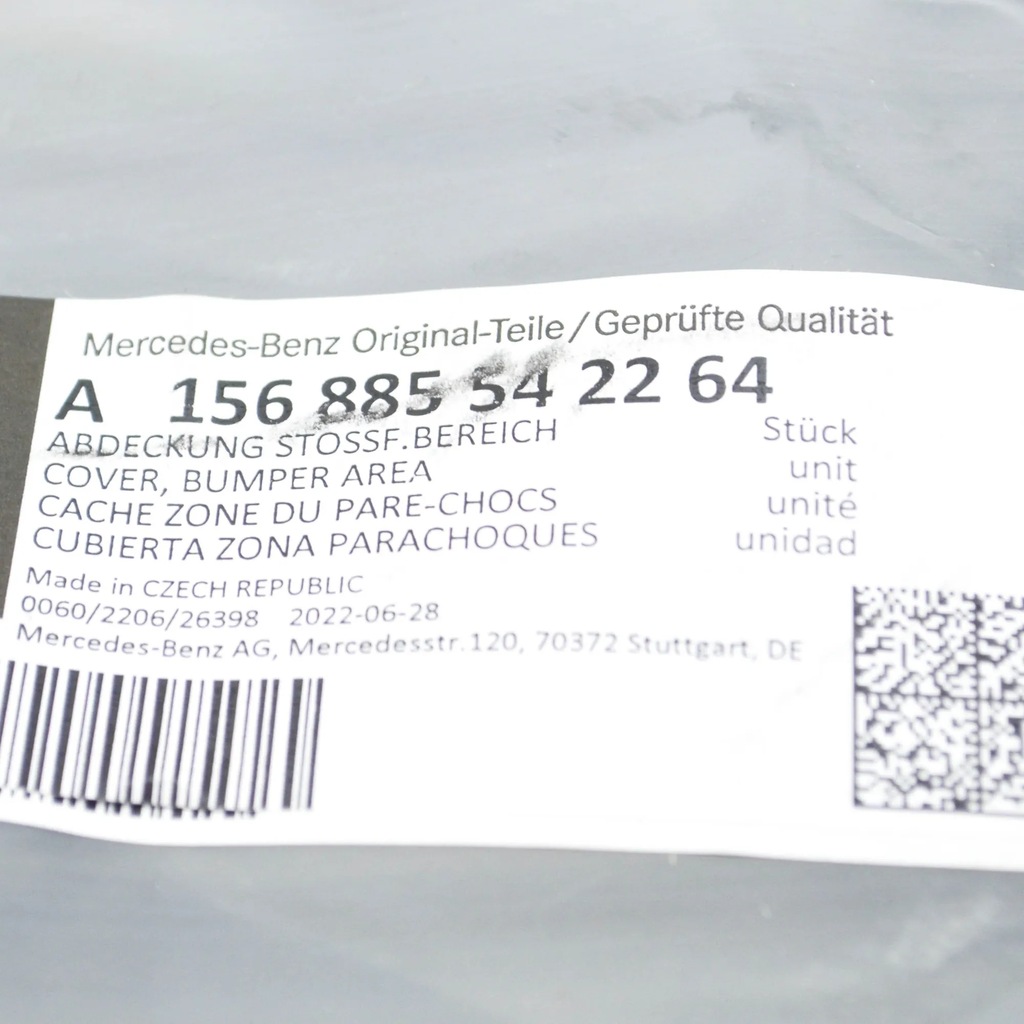 Mercedes-Benz Original-Teile/Geprüfte Qualität
A 156 885 54 22 64
ABDECKUNG STOSSF.BEREICH Stück
COVER, BUMPER AREA unit
CACHE ZONE DU PARE-CHOCS unité
CUBIERTA ZONA PARACHOQUES unidad
Made in CZECH REPUBLIC
0060/2206/26398 2022-06-28
Mercedes-Benz AG, Mercedesstr.120, 70372 Stuttgart, DE